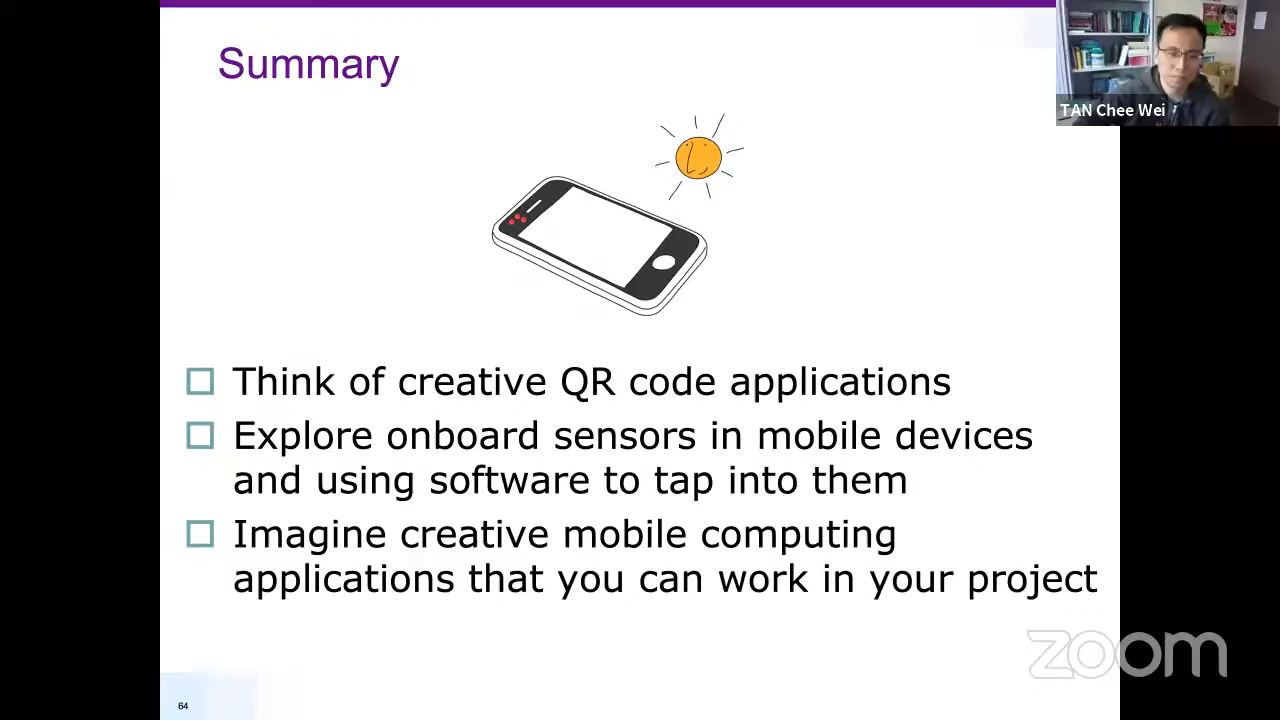 Summary
TAN Chee Wei
Think of creative QR code applications
Explore onboard sensors in mobile devices
and using software to tap into them
Imagine creative mobile computing
applications that you can work in your project
zoom
64